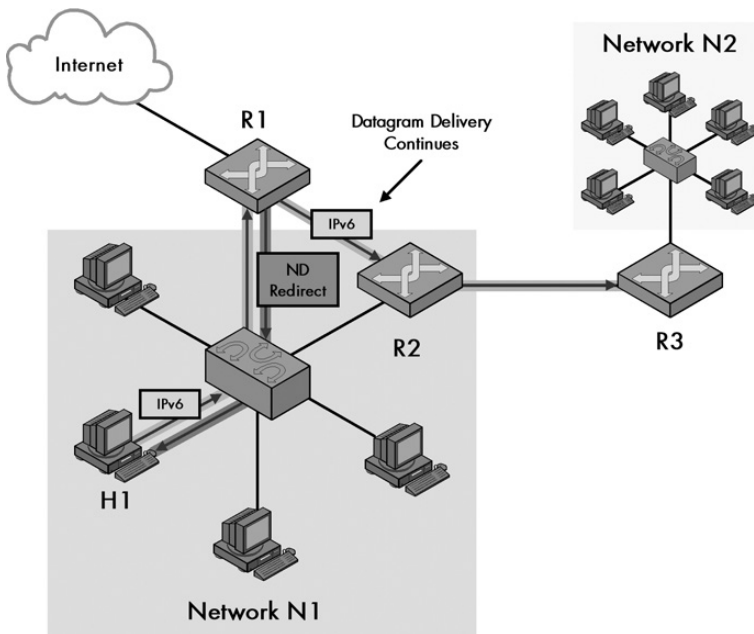 Internet
R1
Datagram Delivery
Continues
Network N2
IPv6
ND
Redirect
R2
R3
IPv6
H1
Network N1